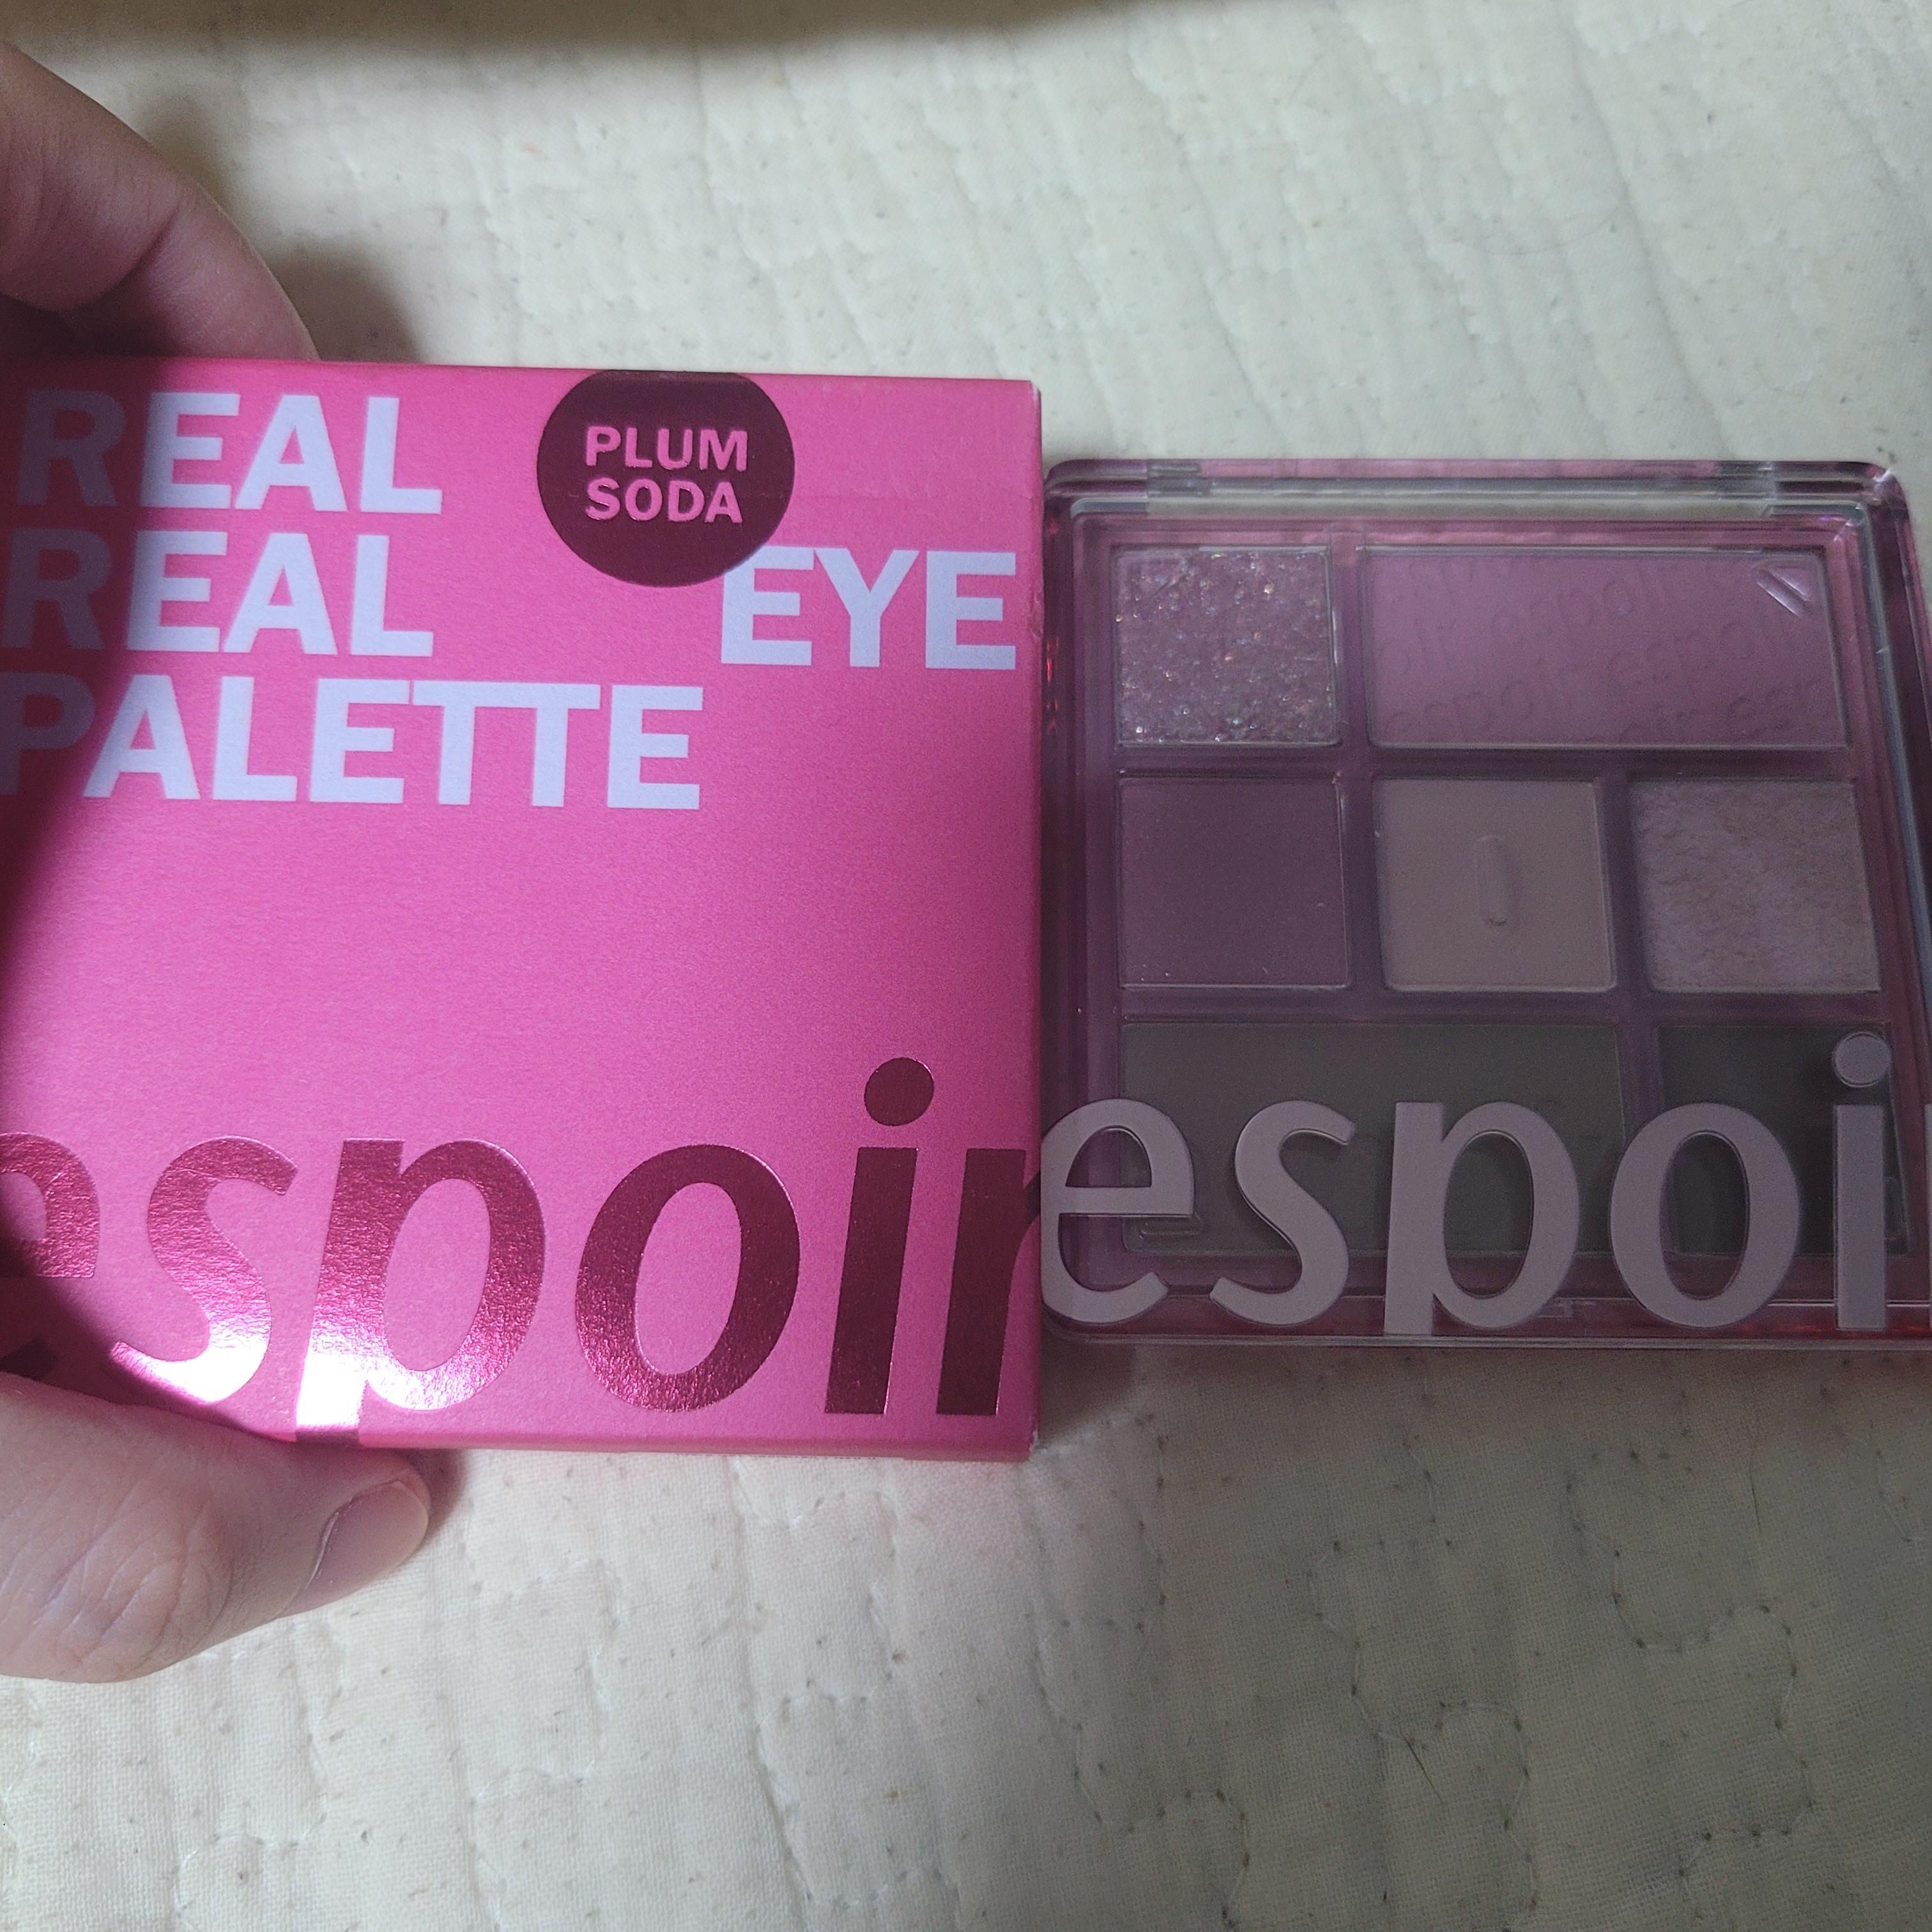 REAL
PLUM
SODA
REAL EYE
PALETTE
espoir
espoi